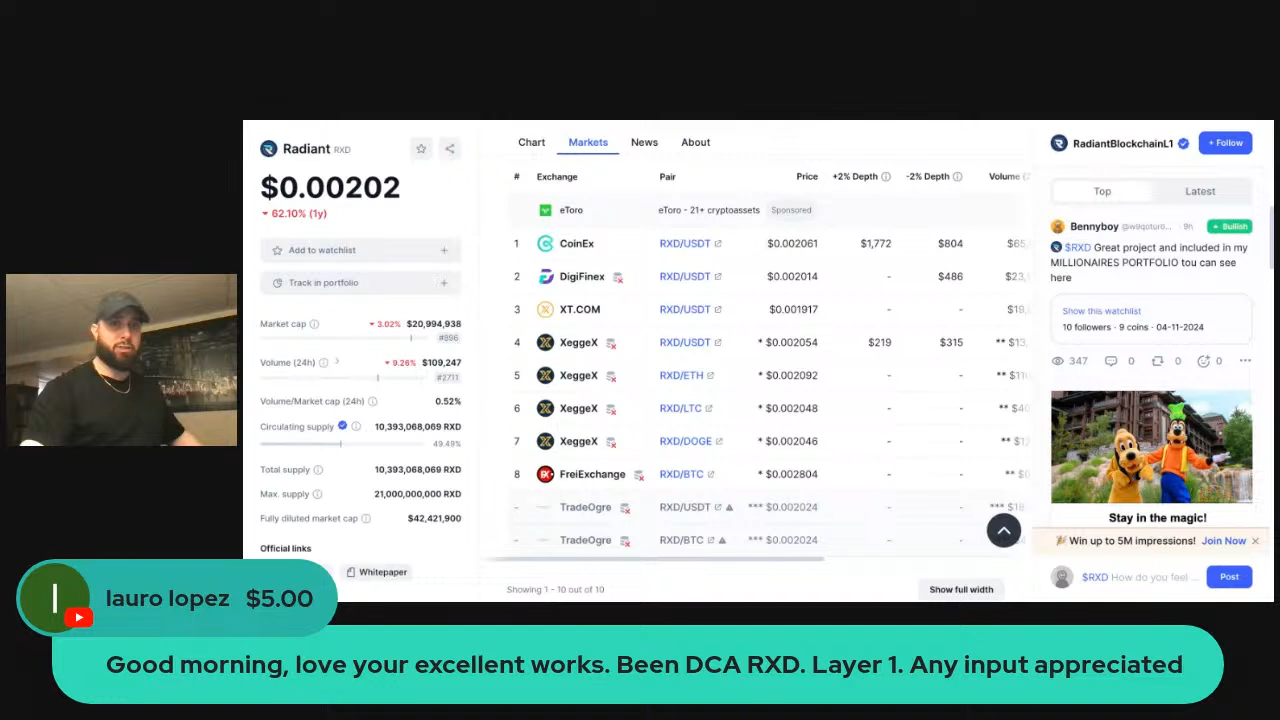 Radiant RXD
$0.00202
62.10% (1y)
Add to watchlist +
Track in portfolio +
Market cap 3.02% $20,994,938
#896
Volume (24h) 9.26% $109,247
#2711
Volume/Market cap (24h) 0.52%
Circulating supply 10,393,068,069 RXD
49.49%
Total supply 10,393,068,069 RXD
Max. supply 21,000,000,000 RXD
Fully diluted market cap $42,421,900
Official links
Whitepaper
Chart Markets News About
# Exchange Pair Price +2% Depth -2% Depth
eToro eToro - 21+ cryptoassets Sponsored
1 CoinEx RXD/USDT $0.002061 $1,772 $804
2 DigiFinex RXD/USDT $0.002014 - $486
3 XT.COM RXD/USDT $0.001917 - -
4 XeggeX RXD/USDT * $0.002054 $219 $315
5 XeggeX RXD/ETH * $0.002092 - -
6 XeggeX RXD/LTC * $0.002048 - -
7 XeggeX RXD/DOGE * $0.002046 - -
8 FreiExchange RXD/BTC * $0.002804 - -
- TradeOgre RXD/USDT *** $0.002024 - -
- TradeOgre RXD/BTC *** $0.002024 - -
Showing 1 - 10 out of 10
Show full width
RadiantBlockchainL1 + Follow
Top Latest
Bennyboy · 9h Bullish
$RXD Great project and included in my
MILLIONAIRES PORTFOLIO tou can see
here
Show this watchlist
10 followers · 9 coins · 04-11-2024
347 0 0 0
Stay in the magic!
Win up to 5M impressions! Join Now
$RXD How do you feel ... Post
lauro lopez $5.00
Good morning, love your excellent works. Been DCA RXD. Layer 1. Any input appreciated